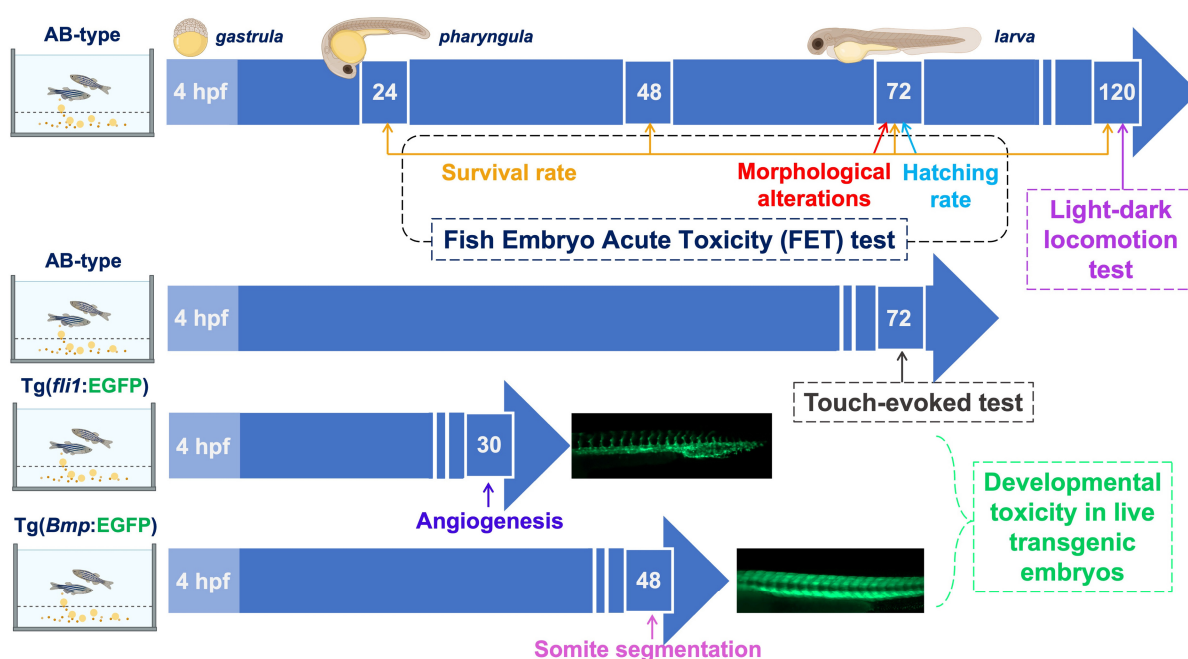 AB-type
gastrula
pharyngula
larva
4 hpf
24
48
72
120
Survival rate
Morphological
alterations
Hatching
rate
Fish Embryo Acute Toxicity (FET) test
Light-dark
locomotion
test
AB-type
4 hpf
72
Touch-evoked test
Tg(fli1:EGFP)
4 hpf
30
Angiogenesis
Tg(Bmp:EGFP)
4 hpf
48
Somite segmentation
Developmental
toxicity in live
transgenic
embryos